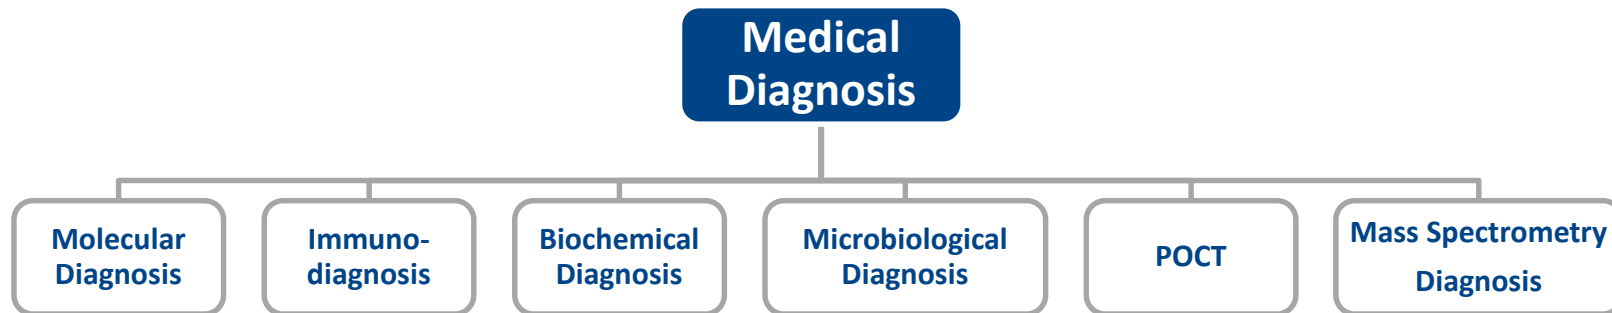 Medical
Diagnosis
Molecular
Diagnosis
Immuno-
diagnosis
Biochemical
Diagnosis
Microbiological
Diagnosis
POCT
Mass Spectrometry
Diagnosis